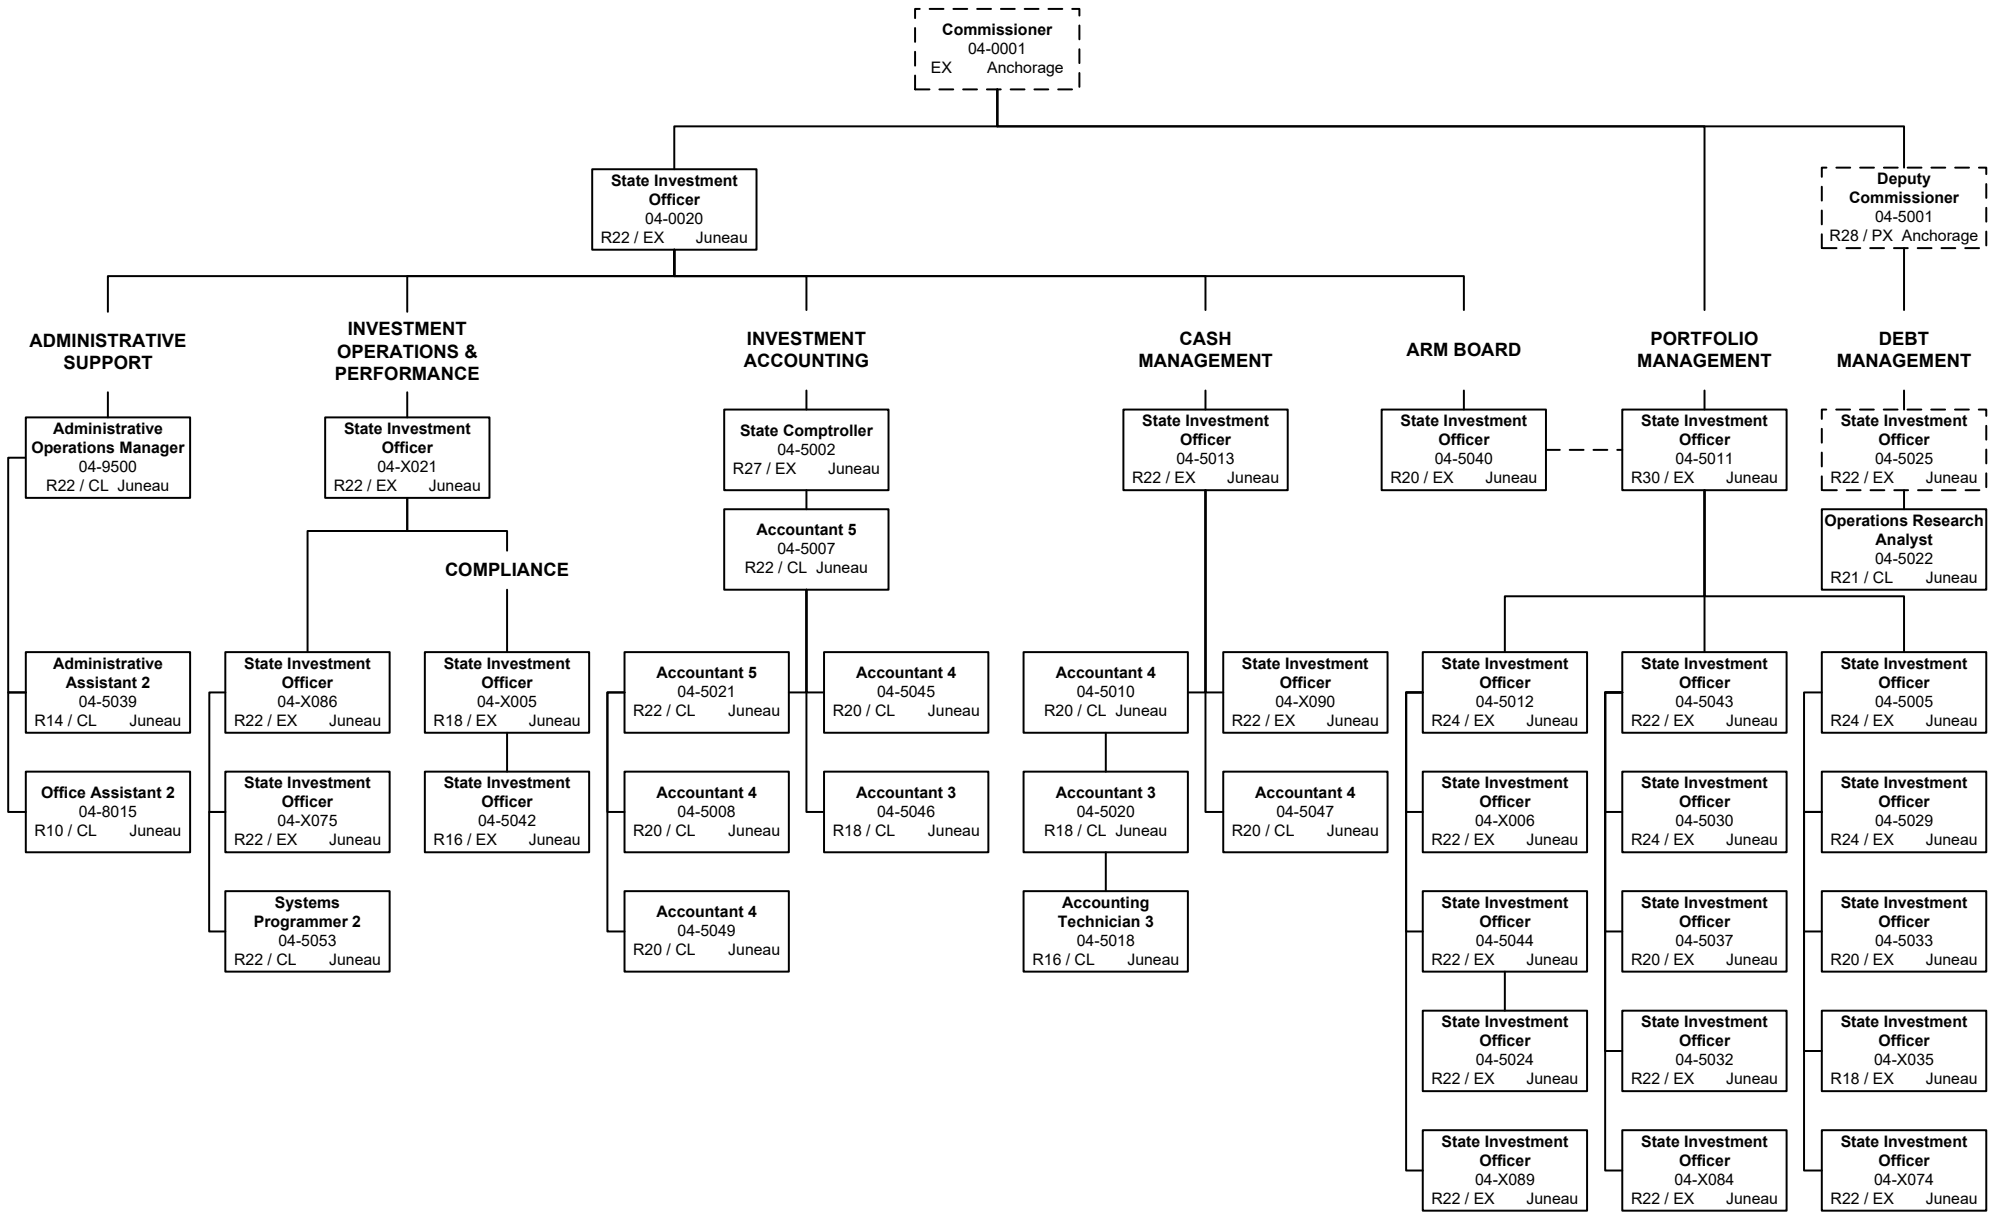 Commissioner
04-0001
EX Anchorage
State Investment
Officer
04-0020
R22 / EX Juneau
Deputy
Commissioner
04-5001
R28 / PX Anchorage
ADMINISTRATIVE
SUPPORT
INVESTMENT
OPERATIONS &
PERFORMANCE
INVESTMENT
ACCOUNTING
CASH
MANAGEMENT
ARM BOARD
PORTFOLIO
MANAGEMENT
DEBT
MANAGEMENT
Administrative
Operations Manager
04-9500
R22 / CL Juneau
State Investment
Officer
04-X021
R22 / EX Juneau
State Comptroller
04-5002
R27 / EX Juneau
State Investment
Officer
04-5013
R22 / EX Juneau
State Investment
Officer
04-5040
R20 / EX Juneau
State Investment
Officer
04-5011
R30 / EX Juneau
State Investment
Officer
04-5025
R22 / EX Juneau
Accountant 5
04-5007
R22 / CL Juneau
Operations Research
Analyst
04-5022
R21 / CL Juneau
COMPLIANCE
Administrative
Assistant 2
04-5039
R14 / CL Juneau
State Investment
Officer
04-X086
R22 / EX Juneau
State Investment
Officer
04-X005
R18 / EX Juneau
Accountant 5
04-5021
R22 / CL Juneau
Accountant 4
04-5045
R20 / CL Juneau
Accountant 4
04-5010
R20 / CL Juneau
State Investment
Officer
04-X090
R22 / EX Juneau
State Investment
Officer
04-5012
R24 / EX Juneau
State Investment
Officer
04-5043
R22 / EX Juneau
State Investment
Officer
04-5005
R24 / EX Juneau
Office Assistant 2
04-8015
R10 / CL Juneau
State Investment
Officer
04-X075
R22 / EX Juneau
State Investment
Officer
04-5042
R16 / EX Juneau
Accountant 4
04-5008
R20 / CL Juneau
Accountant 3
04-5046
R18 / CL Juneau
Accountant 3
04-5020
R18 / CL Juneau
Accountant 4
04-5047
R20 / CL Juneau
State Investment
Officer
04-X006
R22 / EX Juneau
State Investment
Officer
04-5030
R24 / EX Juneau
State Investment
Officer
04-5029
R24 / EX Juneau
Systems
Programmer 2
04-5053
R22 / CL Juneau
Accountant 4
04-5049
R20 / CL Juneau
Accounting
Technician 3
04-5018
R16 / CL Juneau
State Investment
Officer
04-5044
R22 / EX Juneau
State Investment
Officer
04-5037
R20 / EX Juneau
State Investment
Officer
04-5033
R20 / EX Juneau
State Investment
Officer
04-5024
R22 / EX Juneau
State Investment
Officer
04-5032
R22 / EX Juneau
State Investment
Officer
04-X035
R18 / EX Juneau
State Investment
Officer
04-X089
R22 / EX Juneau
State Investment
Officer
04-X084
R22 / EX Juneau
State Investment
Officer
04-X074
R22 / EX Juneau